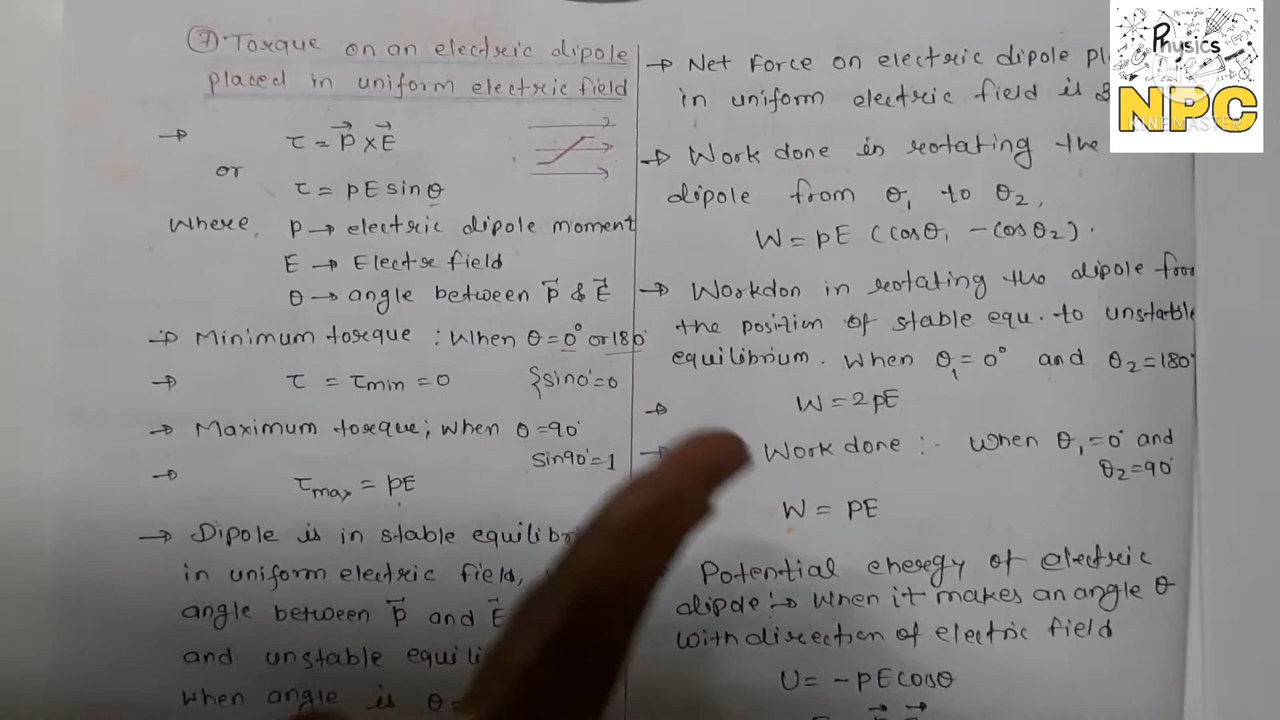 ⑦ Torque on an electric dipole
placed in uniform electric field
→ τ = p⃗ × E⃗
or
τ = pE sinθ
Where, p → electric dipole moment
E → Electre field
θ → angle between p⃗ & E⃗
→ Minimum torque : When θ = 0° or 180°
→ τ = τmin = 0 {sin0°=0
→ Maximum torque; when θ = 90°
sin90°=1
→ τmax = pE
→ Dipole is in stable
in uniform electric field,
angle between p⃗ and E⃗
and unstable
when angle is θ=
→ Net Force on electric dipole
in uniform electric field is
→ Work done in rotating the
dipole from θ₁ to θ₂,
W = pE (cosθ₁ - cosθ₂).
→ Workdon in rotating the dipole from
the position of stable equ. to unstable
equilibrium. When θ₁ = 0° and θ₂ = 180°
→ W = 2pE
→ Work done :- When θ₁ = 0° and
θ₂ = 90°
W = pE
Potential energy of electric
dipole :→ When it makes an angle θ
with direction of electric field
U = -pE cosθ
Physics
NPC
KINEMASTER